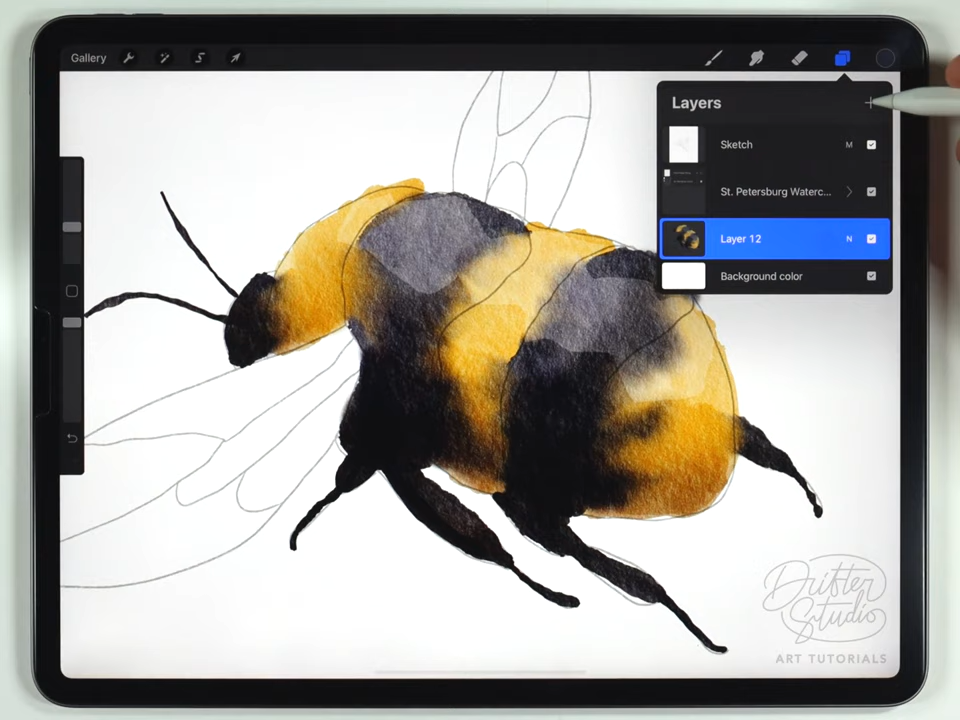 Gallery
Layers
Sketch M
St. Petersburg Waterc...
Layer 12 N
Background color
Drifter
Studio
ART TUTORIALS